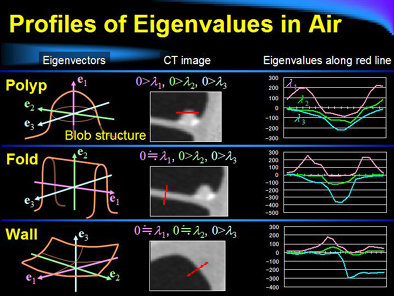 Profiles of Eigenvalues in Air
Eigenvectors CT image Eigenvalues along red line
Polyp
e1
e2
e3
Blob structure
0>λ1, 0>λ2, 0>λ3
300
200
100
0
−100
−200
−300
λ1
λ2
λ3
Fold
e2
e3
e1
0≒λ1, 0>λ2, 0>λ3
300
200
100
0
−100
−200
−300
−400
−500
Wall
e3
e1
e2
0≒λ1, 0≒λ2, 0>λ3
300
200
100
0
−100
−200
−300
−400